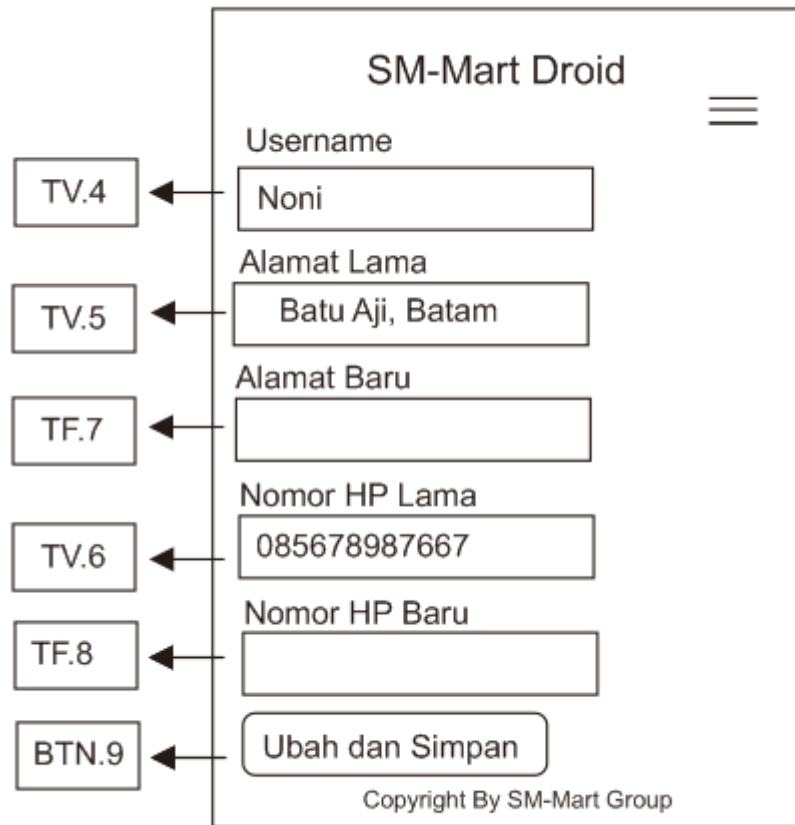 SM-Mart Droid
Username
TV.4
Noni
Alamat Lama
TV.5
Batu Aji, Batam
Alamat Baru
TF.7
Nomor HP Lama
TV.6
085678987667
Nomor HP Baru
TF.8
BTN.9
Ubah dan Simpan
Copyright By SM-Mart Group